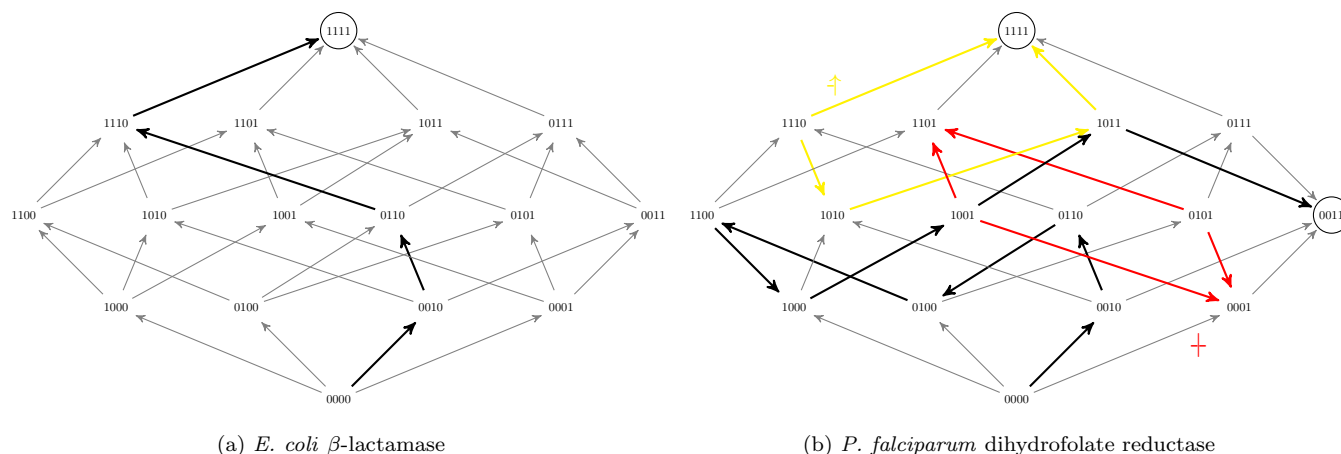 1111 1111
1110 1101 1011 0111 1110 1101 1011 0111
1100 1010 1001 0110 0101 0011 1100 1010 1001 0110 0101 0011
1000 0100 0010 0001 1000 0100 0010 0001
0000 0000
(a) E. coli β-lactamase (b) P. falciparum dihydrofolate reductase